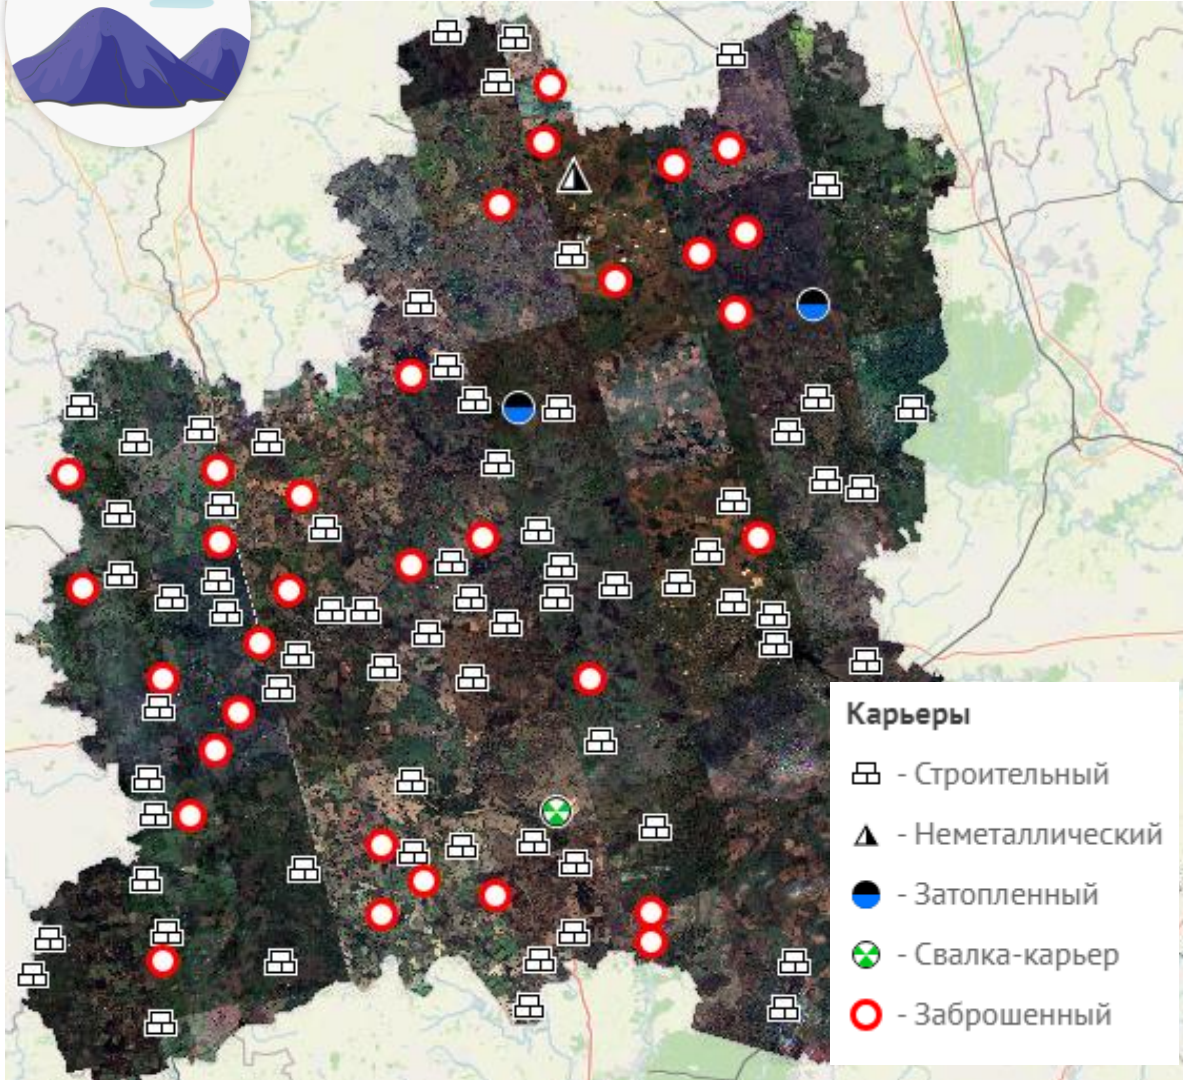 Карьеры
- Строительный
- Неметаллический
- Затопленный
- Свалка-карьер
- Заброшенный